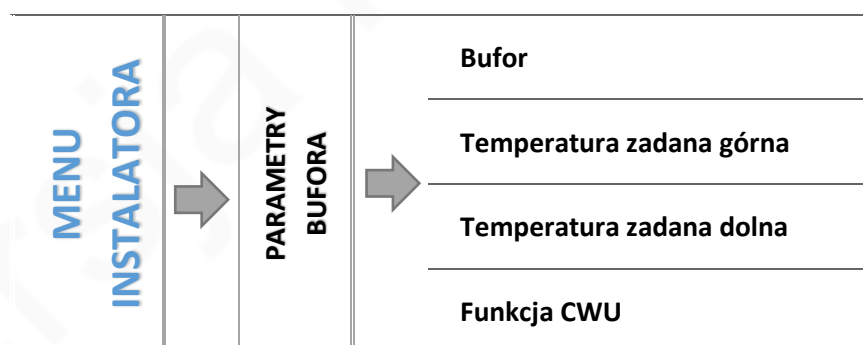 MENU
INSTALATORA
PARAMETRY
BUFORA
Bufor
Temperatura zadana górna
Temperatura zadana dolna
Funkcja CWU